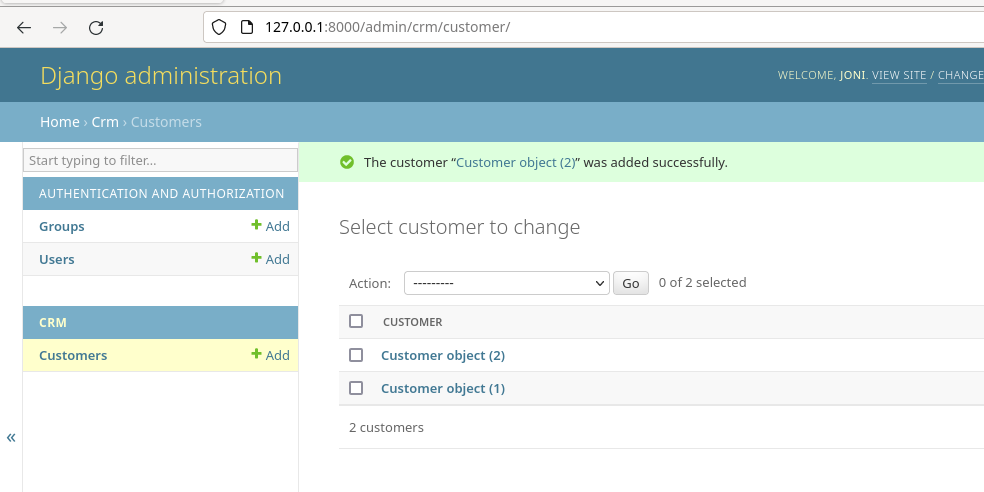 127.0.0.1:8000/admin/crm/customer/
Django administration
WELCOME, JONI. VIEW SITE / CHANGE
Home › Crm › Customers
Start typing to filter...
AUTHENTICATION AND AUTHORIZATION
Groups + Add
Users + Add
CRM
Customers + Add
«
The customer “Customer object (2)” was added successfully.
Select customer to change
Action: --------- Go 0 of 2 selected
CUSTOMER
Customer object (2)
Customer object (1)
2 customers